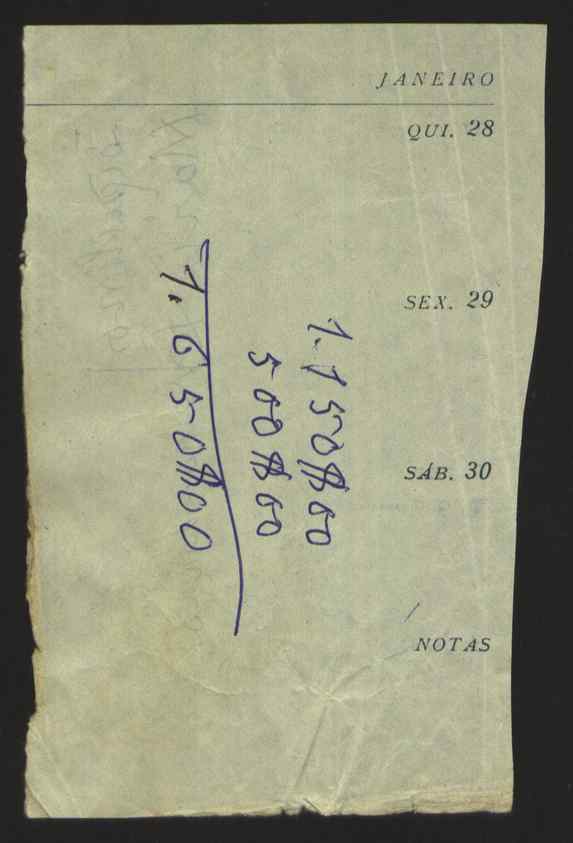 JANEIRO
QUI. 28
SEX. 29
SÁB. 30
NOTAS
1.150$00
500$00
1.650$00